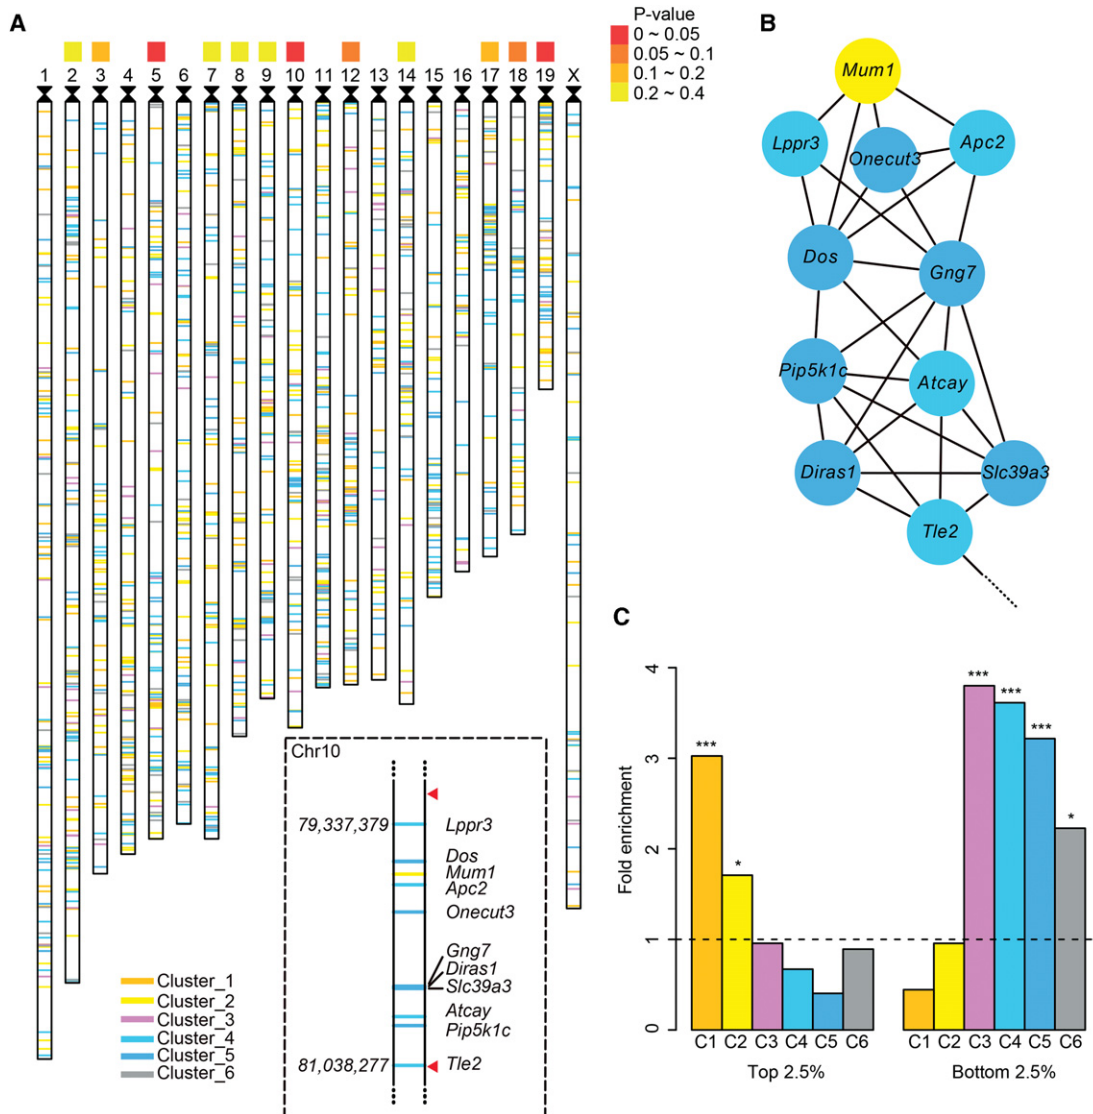 A
P-value
0 ~ 0.05
0.05 ~ 0.1
0.1 ~ 0.2
0.2 ~ 0.4
1 2 3 4 5 6 7 8 9 10 11 12 13 14 15 16 17 18 19 X
Chr10
79,337,379
Lppr3
Dos
Mum1
Apc2
Onecut3
Gng7
Diras1
Slc39a3
Atcay
Pip5k1c
81,038,277
Tle2
Cluster_1
Cluster_2
Cluster_3
Cluster_4
Cluster_5
Cluster_6
B
Mum1
Lppr3
Onecut3
Apc2
Dos
Gng7
Pip5k1c
Atcay
Diras1
Slc39a3
Tle2
C
Fold enrichment
4
3
2
1
0
***
*
***
***
***
*
C1 C2 C3 C4 C5 C6
C1 C2 C3 C4 C5 C6
Top 2.5%
Bottom 2.5%